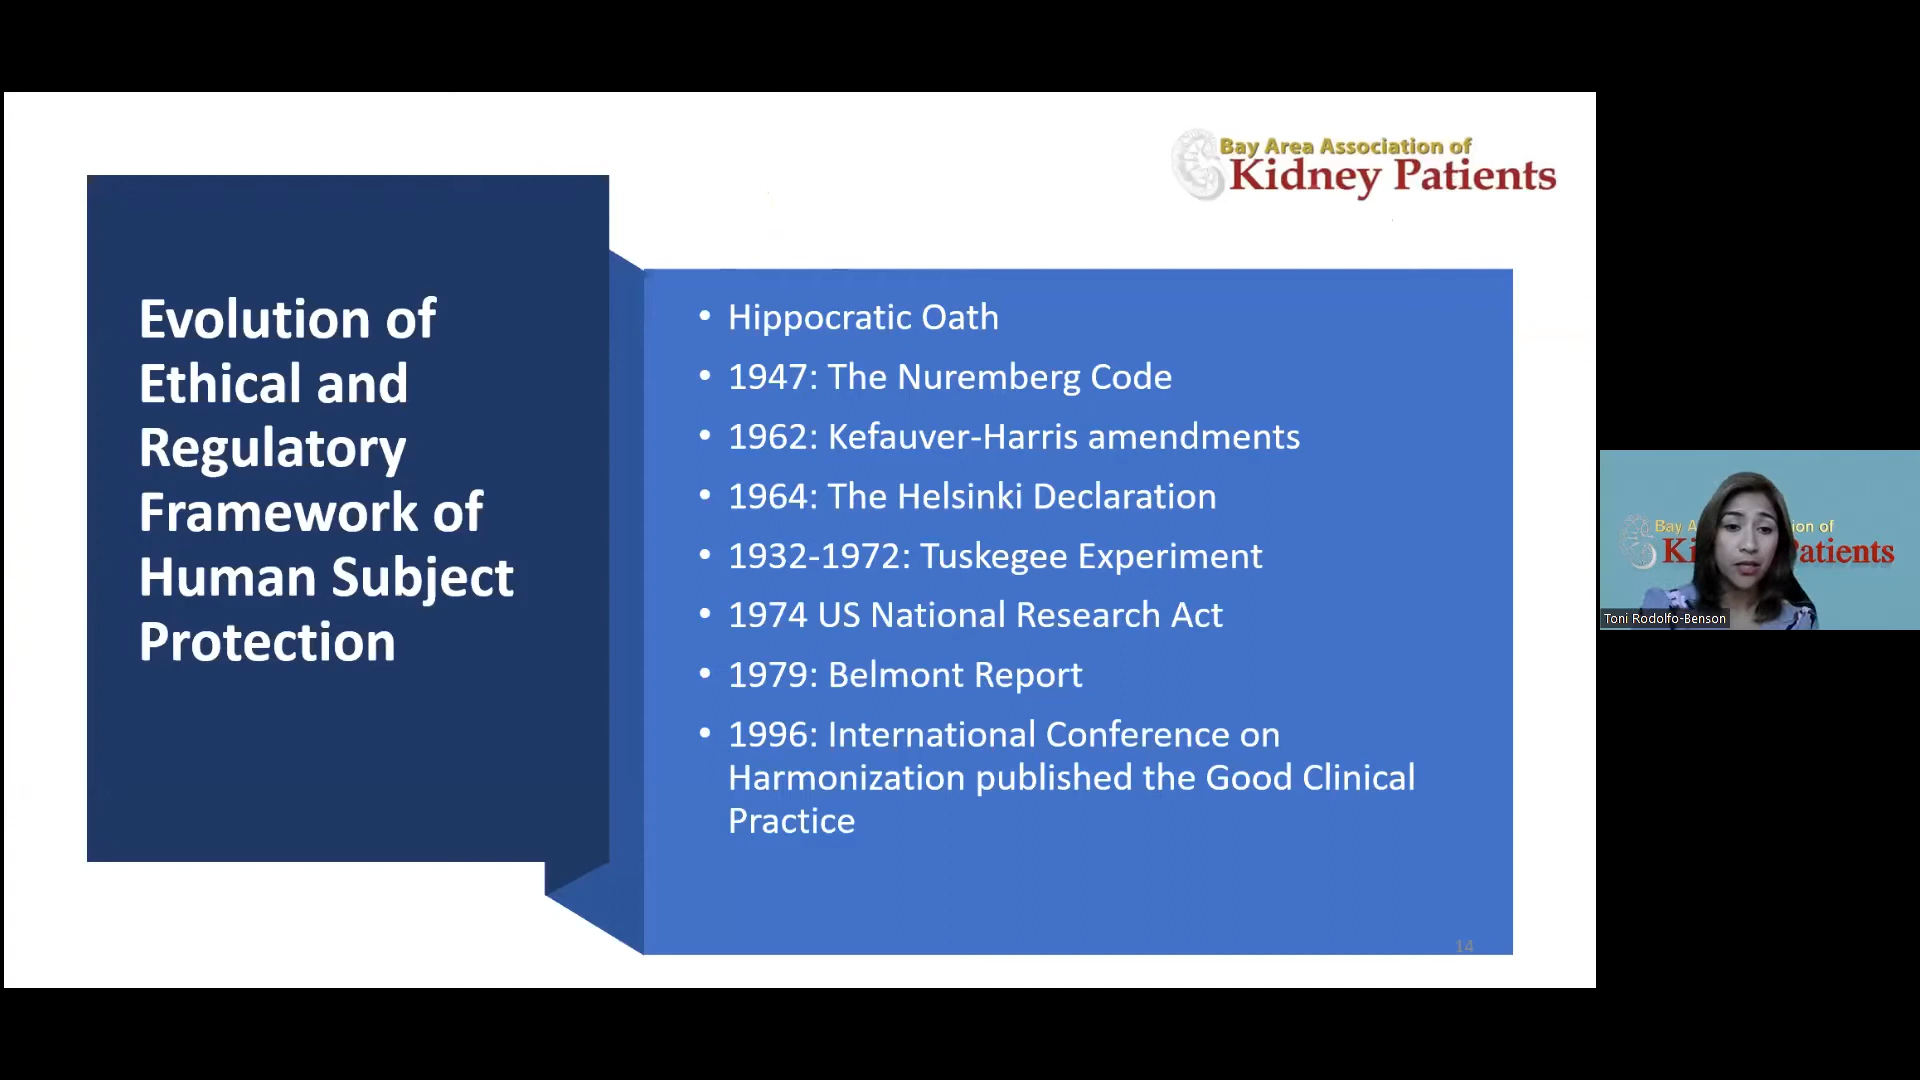 Bay Area Association of
Kidney Patients
Evolution of
Ethical and
Regulatory
Framework of
Human Subject
Protection
• Hippocratic Oath
• 1947: The Nuremberg Code
• 1962: Kefauver-Harris amendments
• 1964: The Helsinki Declaration
• 1932-1972: Tuskegee Experiment
• 1974 US National Research Act
• 1979: Belmont Report
• 1996: International Conference on
Harmonization published the Good Clinical
Practice
14
Bay A ion of
Ki atients
Toni Rodolfo-Benson